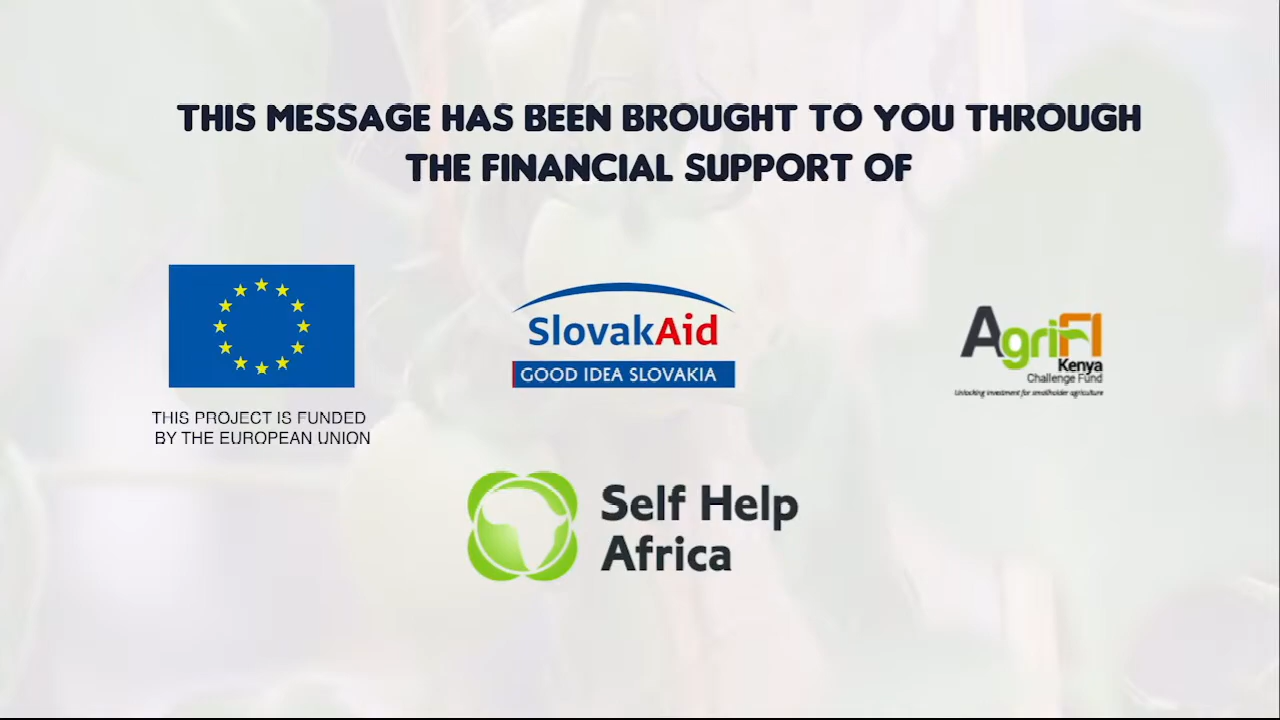 THIS MESSAGE HAS BEEN BROUGHT TO YOU THROUGH
THE FINANCIAL SUPPORT OF
THIS PROJECT IS FUNDED
BY THE EUROPEAN UNION
SlovakAid
GOOD IDEA SLOVAKIA
AgriFI
Kenya
Challenge Fund
Unlocking investment for smallholder agriculture
Self Help
Africa